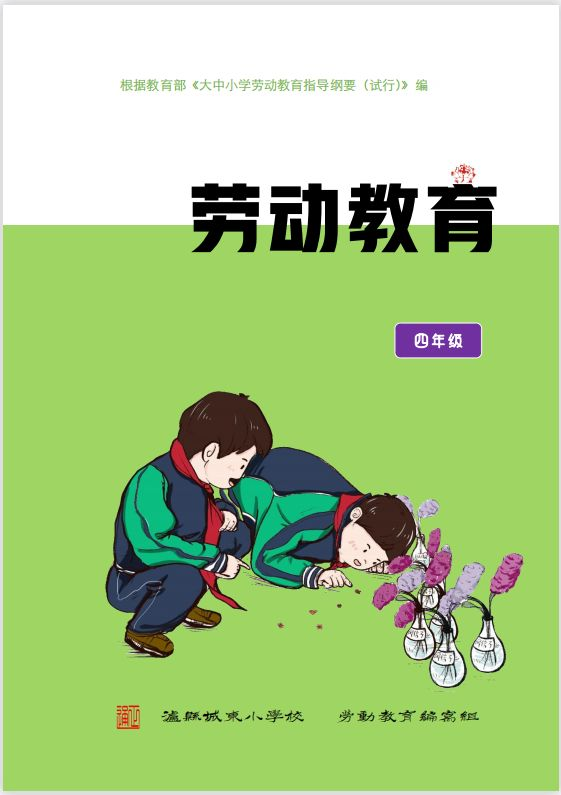 根据教育部《大中小学劳动教育指导纲要（试行）》编
劳动教育
四年级
瀘縣城東小學校 勞動教育編寫組